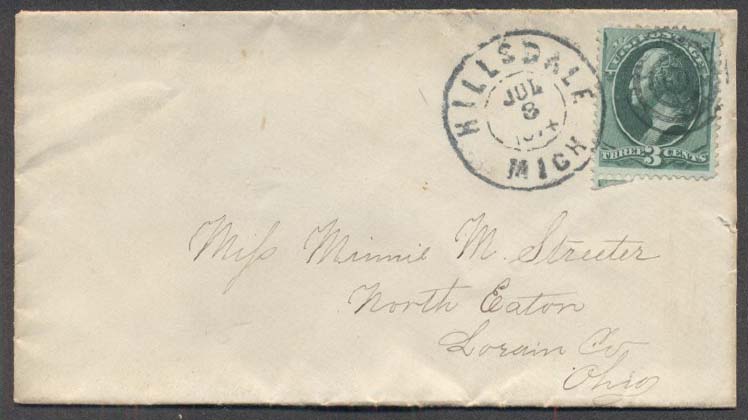 HILLSDALE
JUL
8
MICH
U.S. POSTAGE
THREE 3 CENTS
Miss Minnie M. Streeter
North Eaton
Lorain Co
Ohio